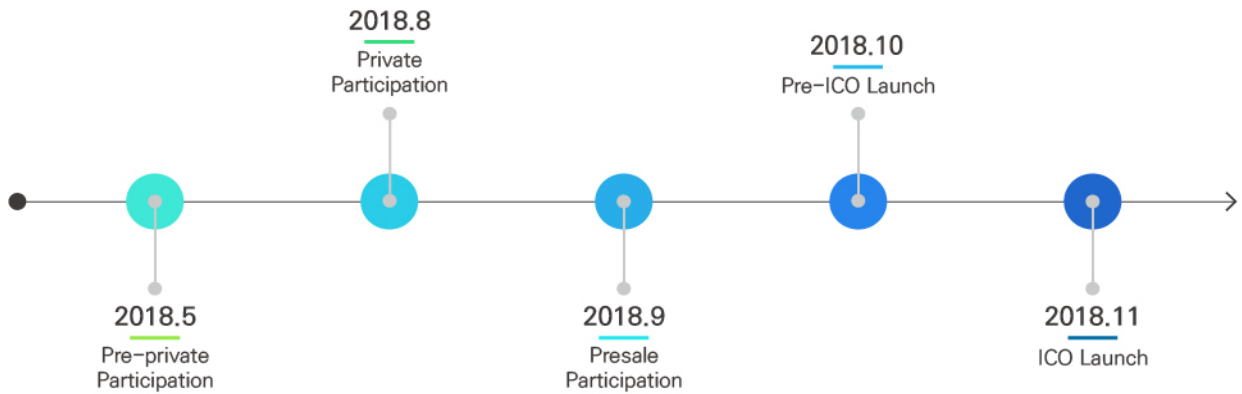 2018.8
Private
Participation
2018.10
Pre-ICO Launch
2018.5
Pre-private
Participation
2018.9
Presale
Participation
2018.11
ICO Launch